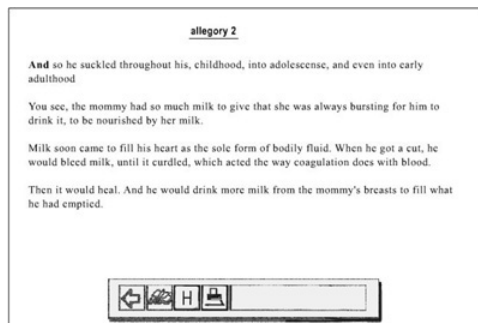 allegory 2
And so he suckled throughout his, childhood, into adolescense, and even into early
adulthood
You see, the mommy had so much milk to give that she was always bursting for him to
drink it, to be nourished by her milk.
Milk soon came to fill his heart as the sole form of bodily fluid. When he got a cut, he
would bleed milk, until it curdled, which acted the way coagulation does with blood.
Then it would heal. And he would drink more milk from the mommy's breasts to fill what
he had emptied.
H